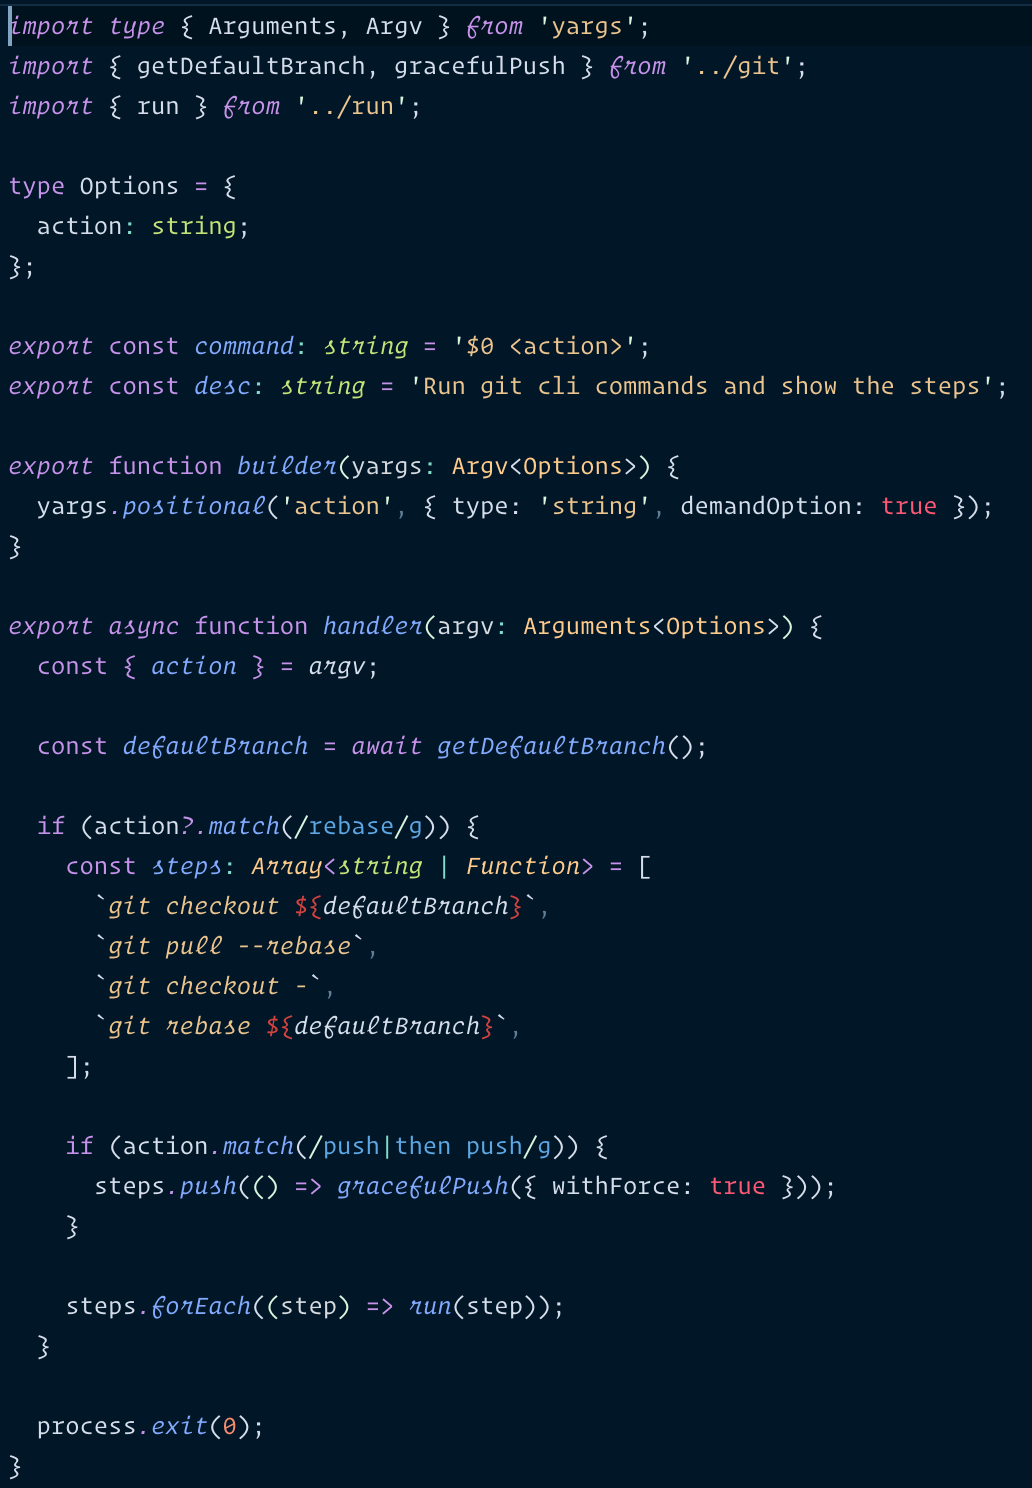 import type { Arguments, Argv } from 'yargs';
import { getDefaultBranch, gracefulPush } from '../git';
import { run } from '../run';

type Options = {
  action: string;
};

export const command: string = '$0 <action>';
export const desc: string = 'Run git cli commands and show the steps';

export function builder(yargs: Argv<Options>) {
  yargs.positional('action', { type: 'string', demandOption: true });
}

export async function handler(argv: Arguments<Options>) {
  const { action } = argv;

  const defaultBranch = await getDefaultBranch();

  if (action?.match(/rebase/g)) {
    const steps: Array<string | Function> = [
      `git checkout ${defaultBranch}`,
      `git pull --rebase`,
      `git checkout -`,
      `git rebase ${defaultBranch}`,
    ];

    if (action.match(/push|then push/g)) {
      steps.push(() => gracefulPush({ withForce: true }));
    }

    steps.forEach((step) => run(step));
  }

  process.exit(0);
}